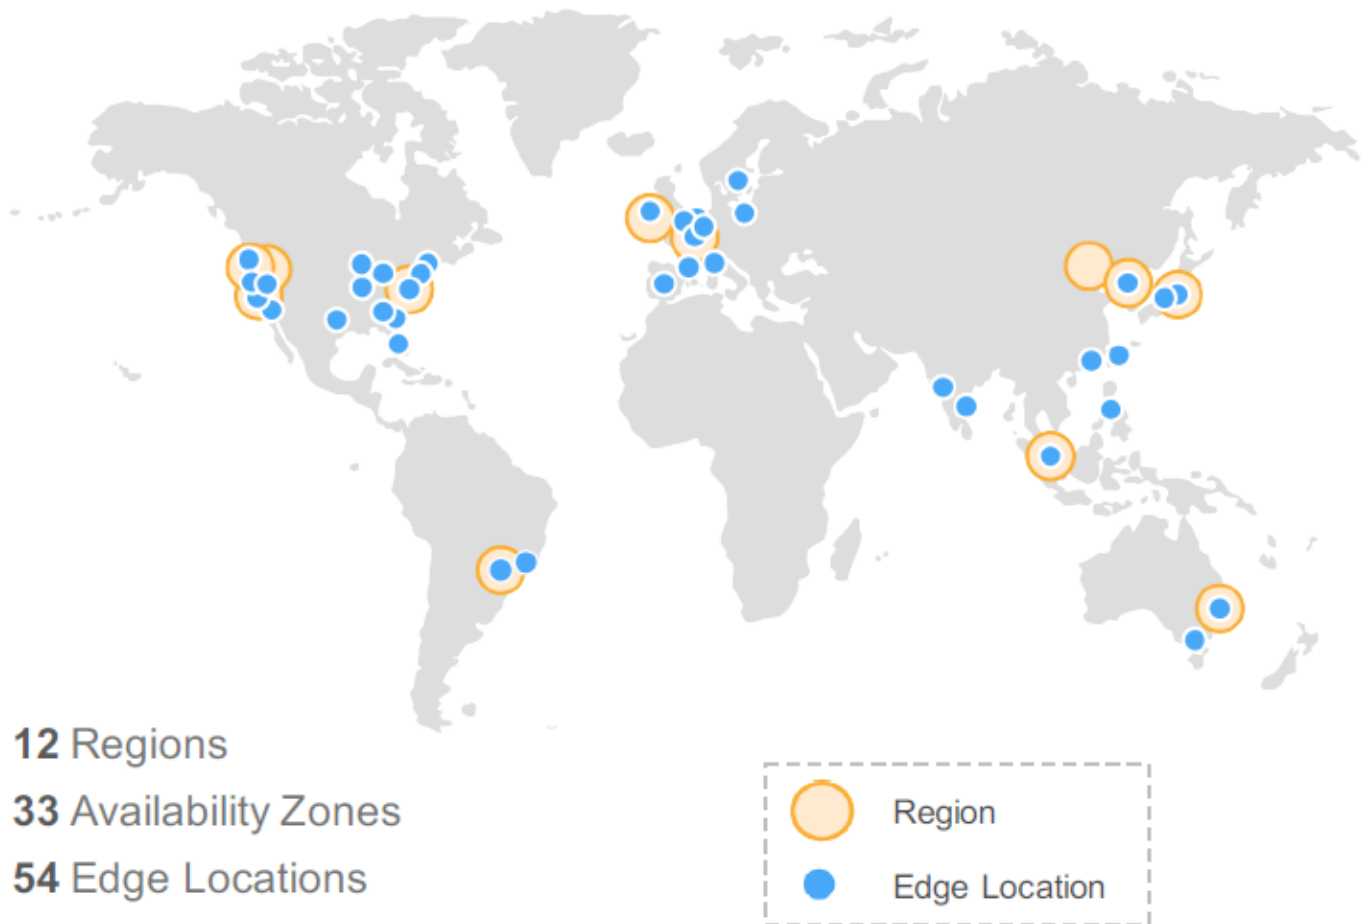 12 Regions
33 Availability Zones
54 Edge Locations
Region
Edge Location